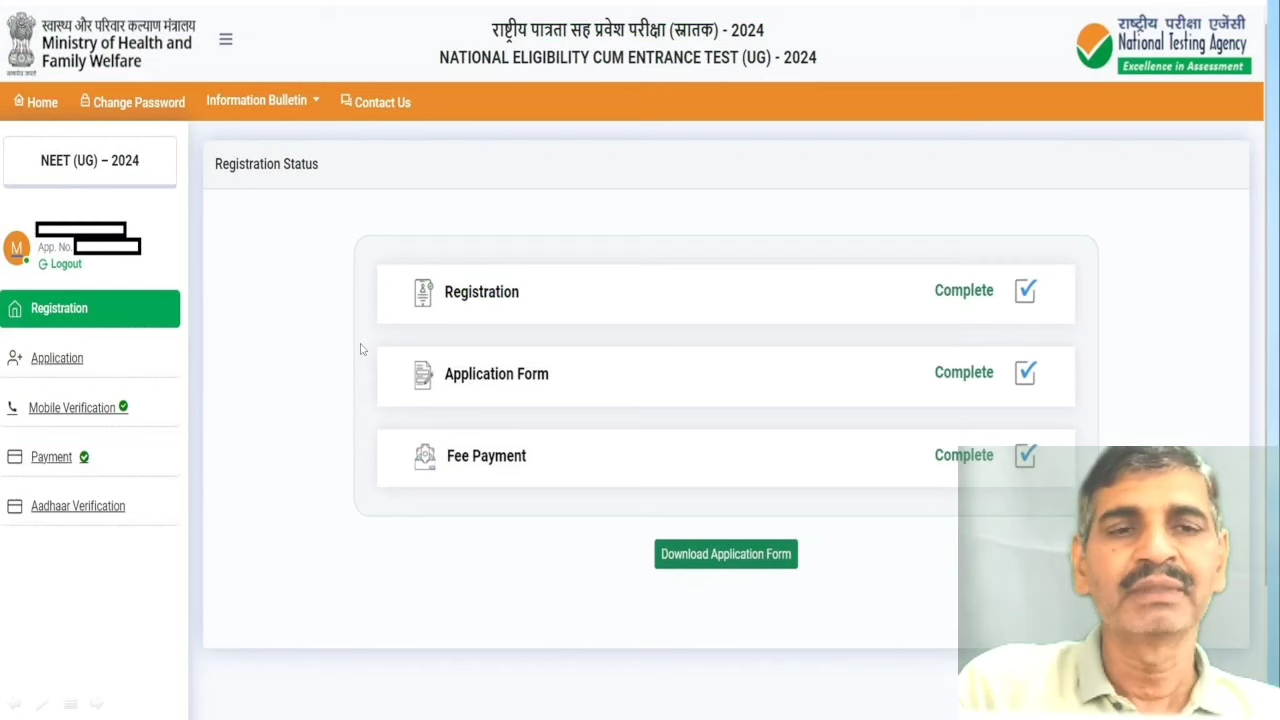 स्वास्थ्य और परिवार कल्याण मंत्रालय
Ministry of Health and
Family Welfare
राष्ट्रीय पात्रता सह प्रवेश परीक्षा (स्नातक) - 2024
NATIONAL ELIGIBILITY CUM ENTRANCE TEST (UG) - 2024
राष्ट्रीय परीक्षा एजेंसी
National Testing Agency
Excellence in Assessment
Home
Change Password
Information Bulletin
Contact Us
NEET (UG) – 2024
M
App. No.
Logout
Registration
Application
Mobile Verification
Payment
Aadhaar Verification
Registration Status
Registration Complete
Application Form Complete
Fee Payment Complete
Download Application Form